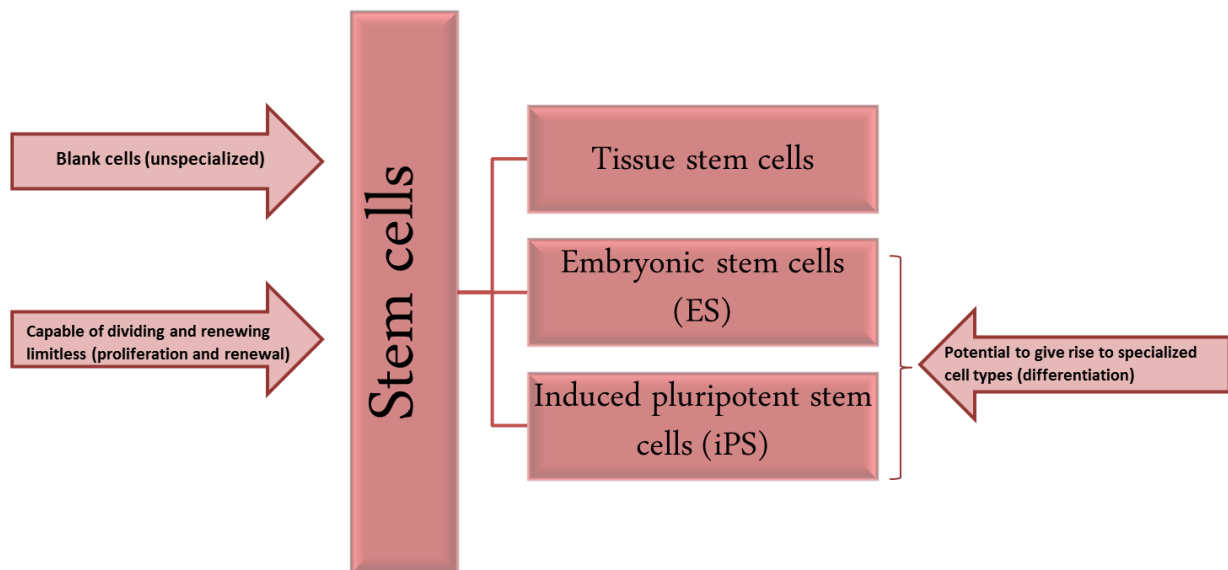 Blank cells (unspecialized)
Capable of dividing and renewing
limitless (proliferation and renewal)
Stem cells
Tissue stem cells
Embryonic stem cells
(ES)
Induced pluripotent stem
cells (iPS)
Potential to give rise to specialized
cell types (differentiation)